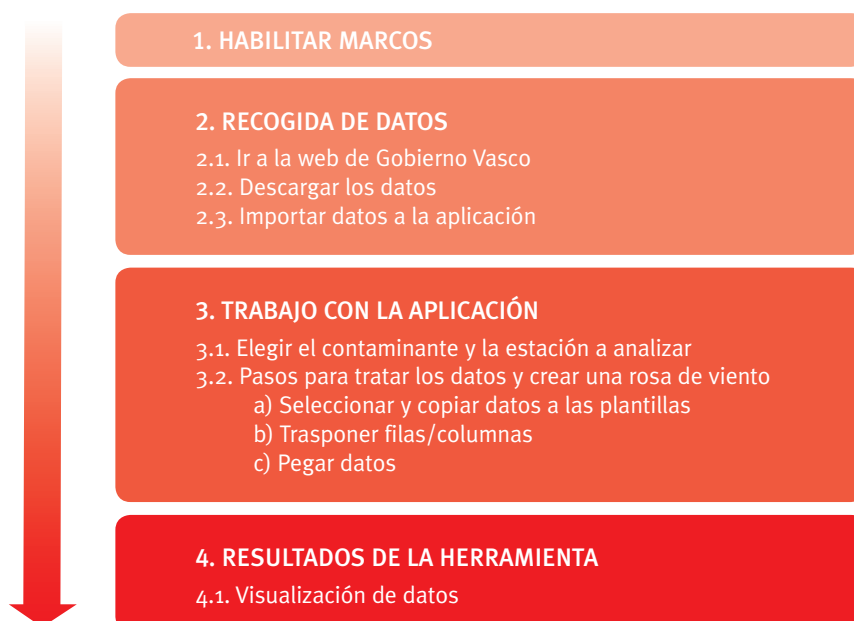 1. HABILITAR MARCOS
2. RECOGIDA DE DATOS
2.1. Ir a la web de Gobierno Vasco
2.2. Descargar los datos
2.3. Importar datos a la aplicación
3. TRABAJO CON LA APLICACIÓN
3.1. Elegir el contaminante y la estación a analizar
3.2. Pasos para tratar los datos y crear una rosa de viento
a) Seleccionar y copiar datos a las plantillas
b) Trasponer filas/columnas
c) Pegar datos
4. RESULTADOS DE LA HERRAMIENTA
4.1. Visualización de datos